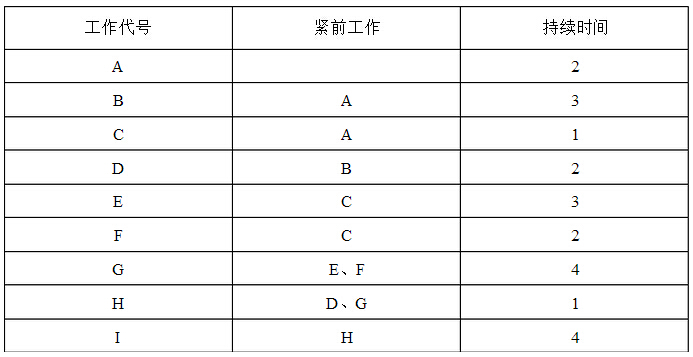 工作代号 紧前工作 持续时间
A 2
B A 3
C A 1
D B 2
E C 3
F C 2
G E、F 4
H D、G 1
I H 4